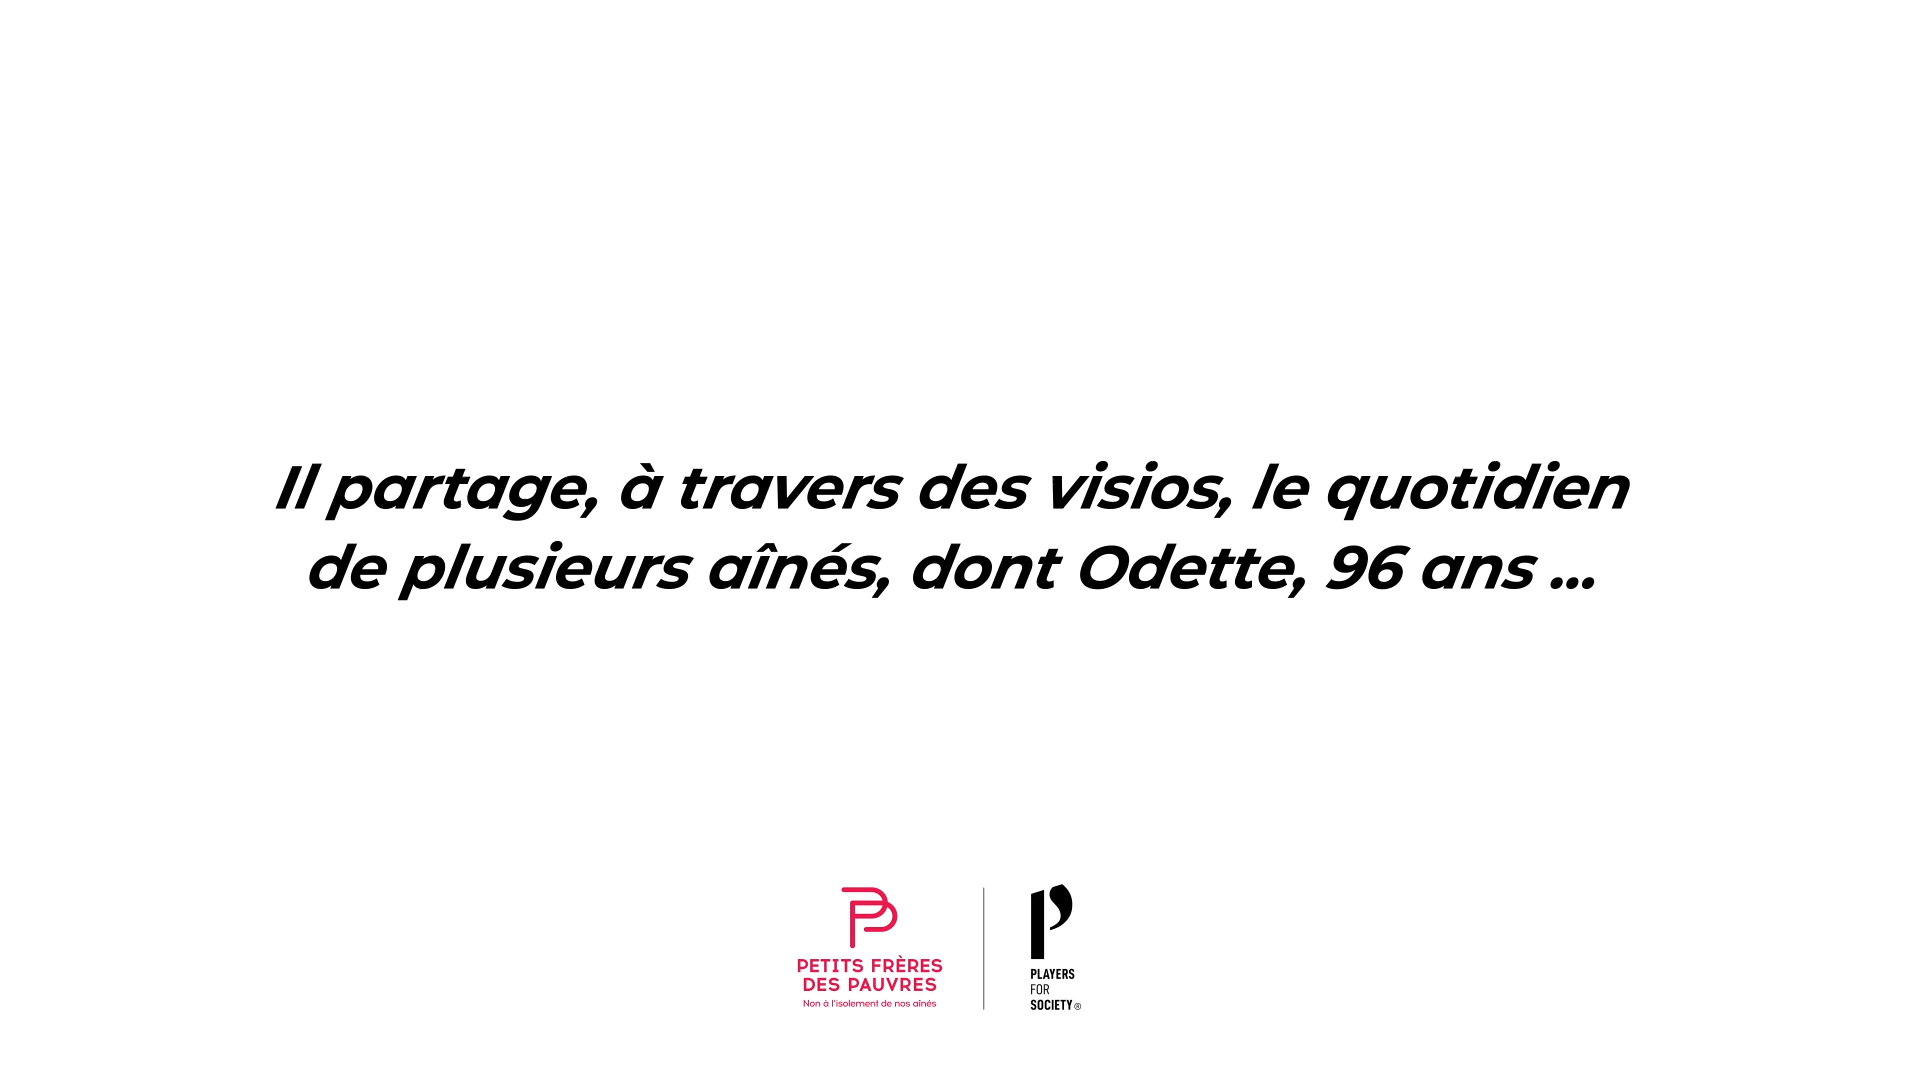 Il partage, à travers des visios, le quotidien
de plusieurs aînés, dont Odette, 96 ans ...
PETITS FRÈRES
DES PAUVRES
Non à l'isolement de nos aînés
PLAYERS
FOR
SOCIETY®